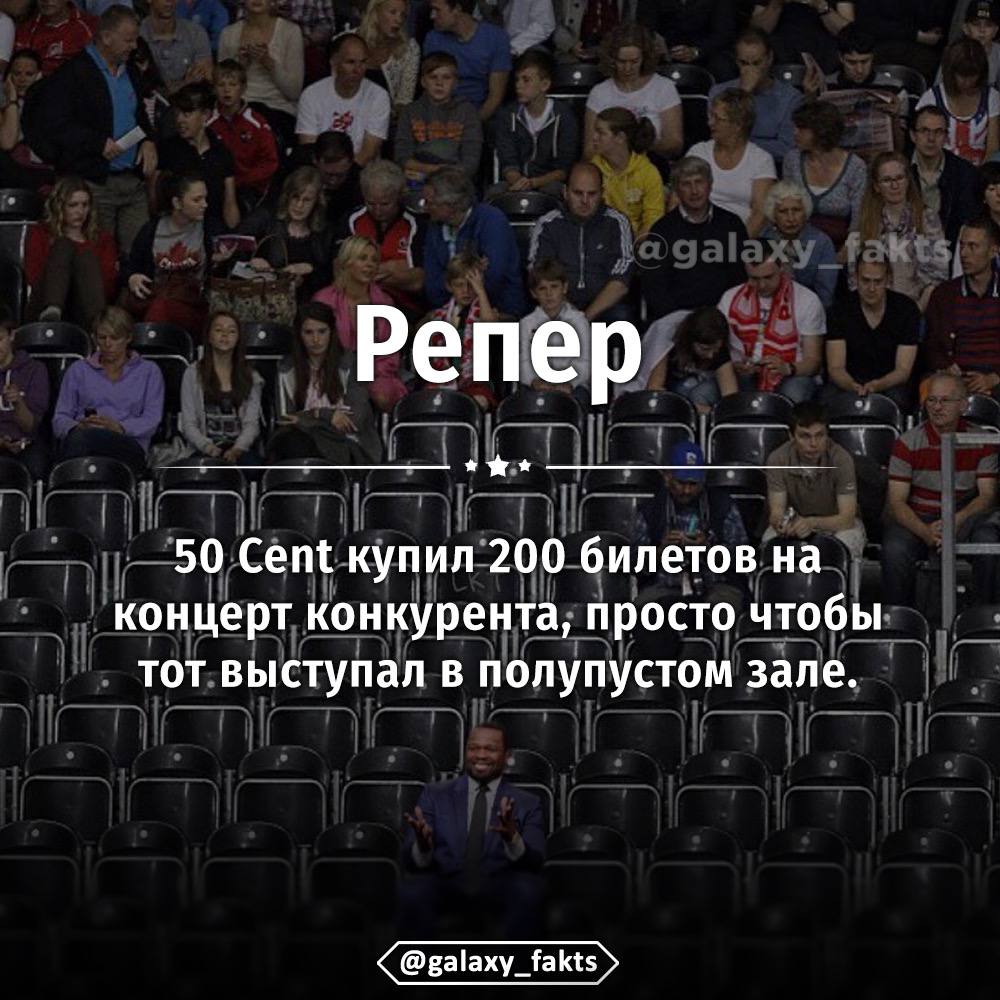 @galaxy_fakts
Репер
50 Cent купил 200 билетов на
концерт конкурента, просто чтобы
тот выступал в полупустом зале.
@galaxy_fakts